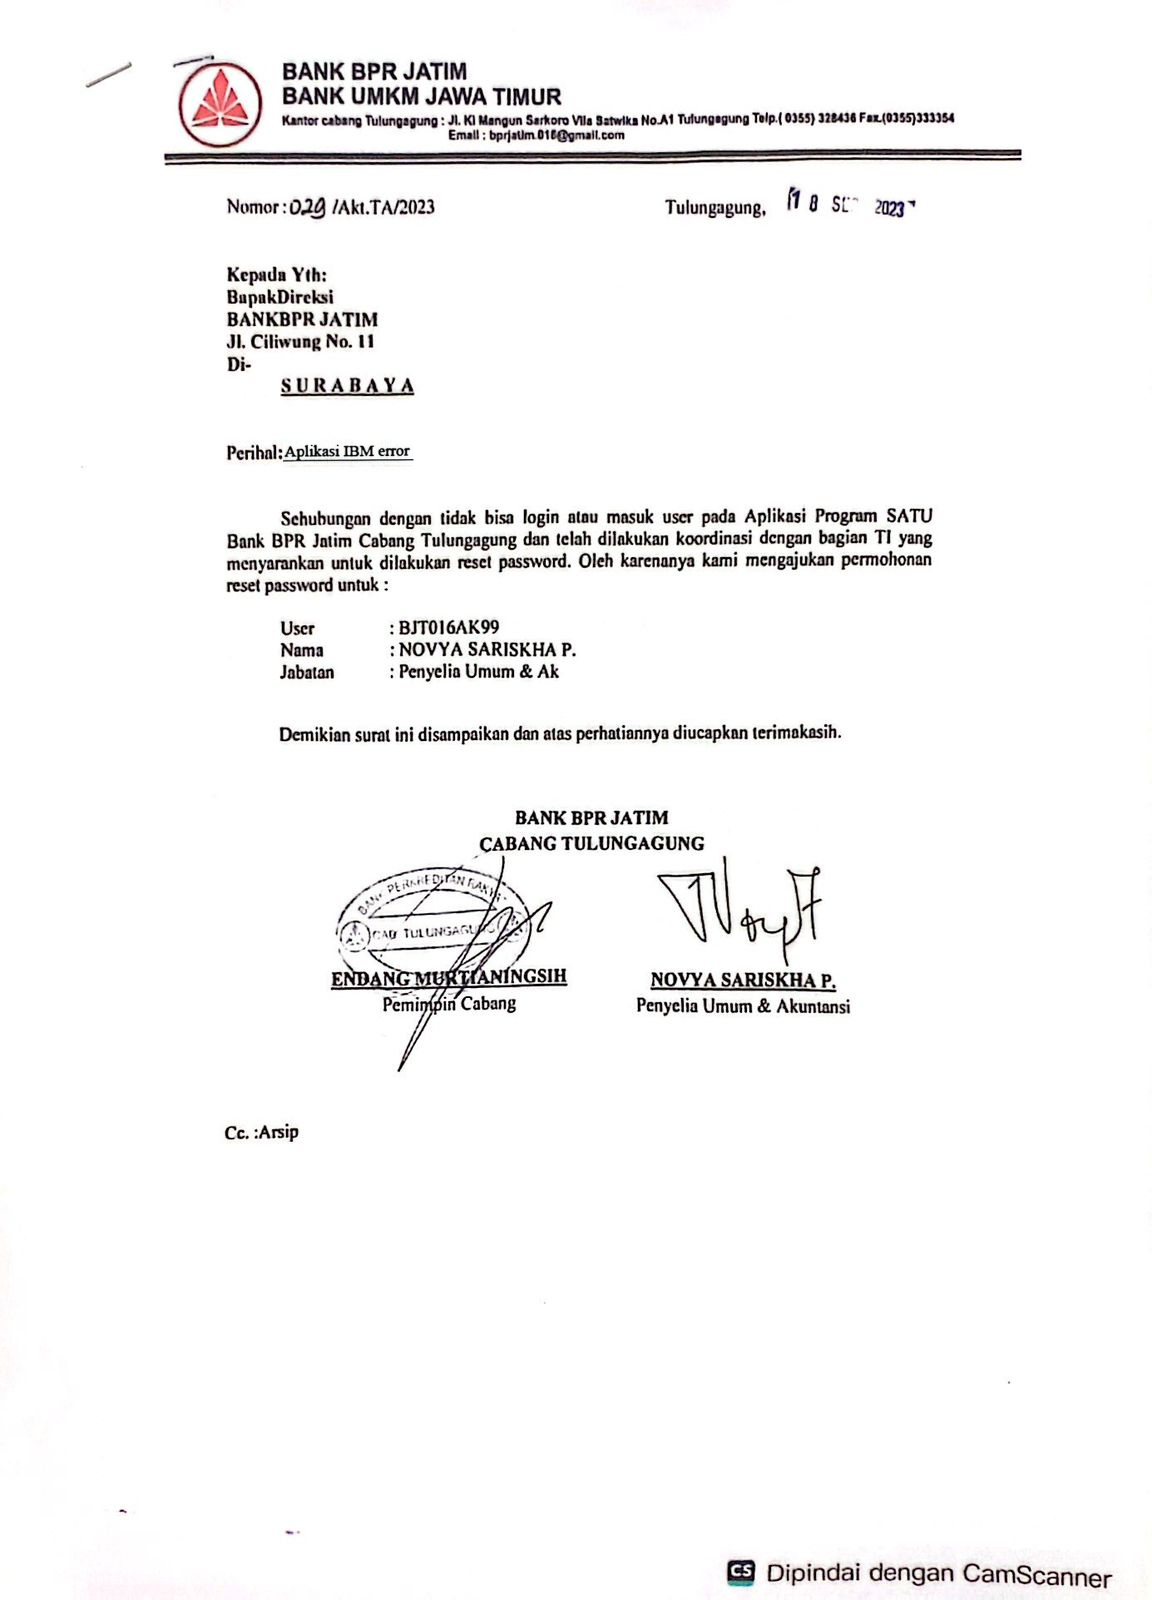 BANK BPR JATIM
BANK UMKM JAWA TIMUR
Kantor cabang Tulungagung : Jl. Ki Mangun Sarkoro Vila Satwika No.A1 Tulungagung Telp.( 0355) 328436 Fax.(0355)333354
Email : bprjatim.016@gmail.com
Nomor : 029 /Akt.TA/2023
Tulungagung, 18 SE 2023
Kepada Yth:
BapakDireksi
BANKBPR JATIM
Jl. Ciliwung No. 11
Di-
S U R A B A Y A
Perihal: Aplikasi IBM error
Sehubungan dengan tidak bisa login atau masuk user pada Aplikasi Program SATU
Bank BPR Jatim Cabang Tulungagung dan telah dilakukan koordinasi dengan bagian TI yang
menyarankan untuk dilakukan reset password. Oleh karenanya kami mengajukan permohonan
reset password untuk :
User : BJT016AK99
Nama : NOVYA SARISKHA P.
Jabatan : Penyelia Umum & Ak
Demikian surat ini disampaikan dan atas perhatiannya diucapkan terimakasih.
BANK BPR JATIM
CABANG TULUNGAGUNG
BANK PERKREDITAN RAKYAT
CAB TULUNGAGUNG
ENDANG MURTIANINGSIH
Pemimpin Cabang
NOVYA SARISKHA P.
Penyelia Umum & Akuntansi
Cc. :Arsip
CS Dipindai dengan CamScanner